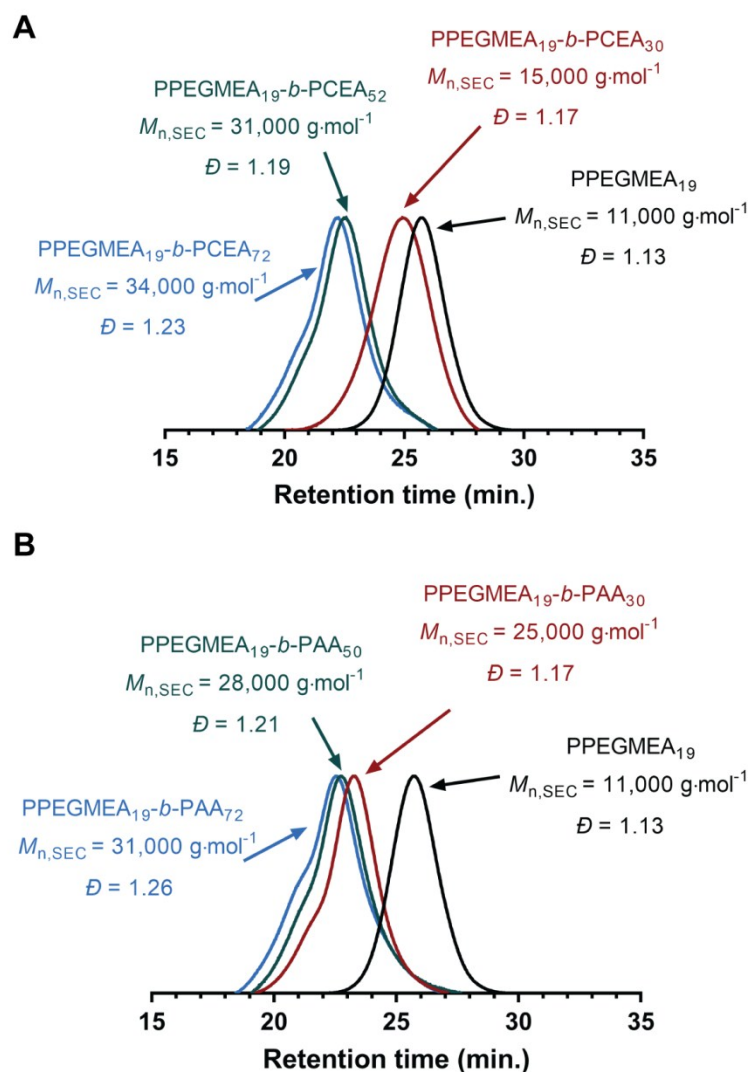 A
PPEGMEA₁₉-b-PCEA₃₀
Mn,SEC = 15,000 g·mol⁻¹
Đ = 1.17
PPEGMEA₁₉-b-PCEA₅₂
Mn,SEC = 31,000 g·mol⁻¹
Đ = 1.19
PPEGMEA₁₉
Mn,SEC = 11,000 g·mol⁻¹
Đ = 1.13
PPEGMEA₁₉-b-PCEA₇₂
Mn,SEC = 34,000 g·mol⁻¹
Đ = 1.23
15 20 25 30 35
Retention time (min.)
B
PPEGMEA₁₉-b-PAA₃₀
Mn,SEC = 25,000 g·mol⁻¹
Đ = 1.17
PPEGMEA₁₉-b-PAA₅₀
Mn,SEC = 28,000 g·mol⁻¹
Đ = 1.21
PPEGMEA₁₉
Mn,SEC = 11,000 g·mol⁻¹
Đ = 1.13
PPEGMEA₁₉-b-PAA₇₂
Mn,SEC = 31,000 g·mol⁻¹
Đ = 1.26
15 20 25 30 35
Retention time (min.)